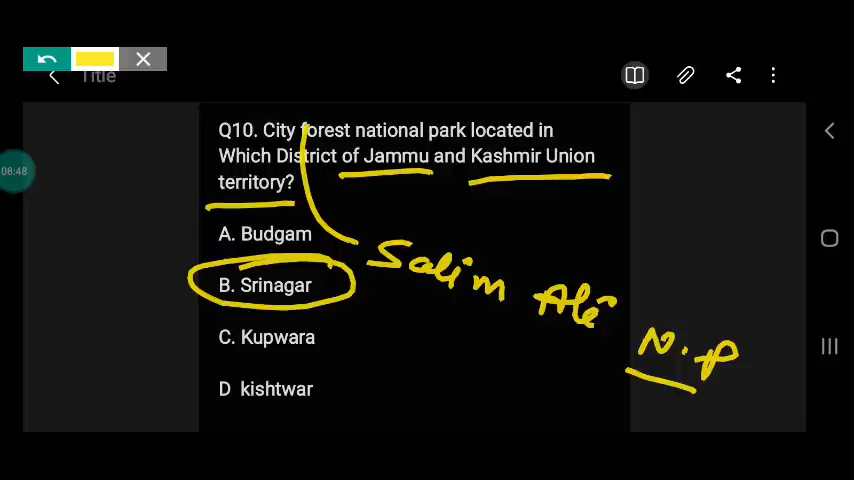 Title
Q10. City forest national park located in
Which District of Jammu and Kashmir Union
territory?
08:48
A. Budgam
Salim Ali N.P
B. Srinagar
C. Kupwara
D kishtwar